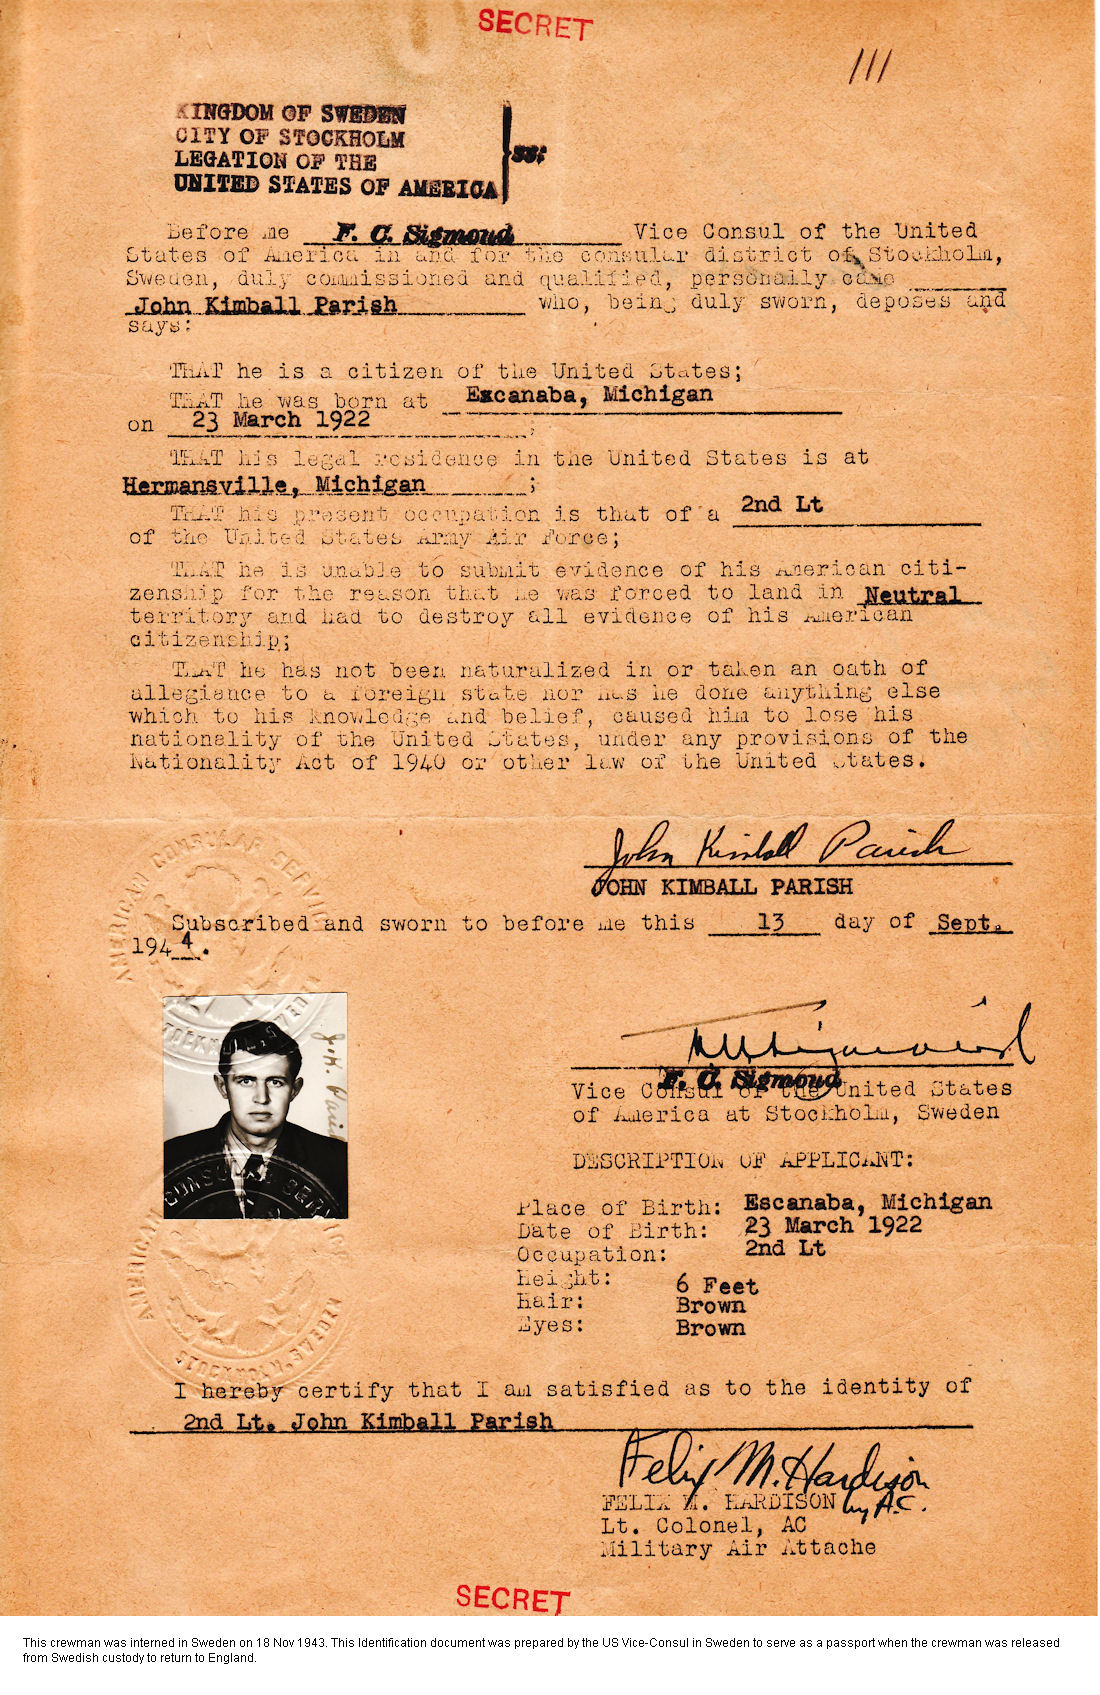 SECRET
111
KINGDOM OF SWEDEN
CITY OF STOCKHOLM
LEGATION OF THE
UNITED STATES OF AMERICA
ss:
Before me F. C. Sigmond Vice Consul of the United
States of America in and for the consular district of Stockholm,
Sweden, duly commissioned and qualified, personally came
John Kimball Parish who, being duly sworn, deposes and
says:
THAT he is a citizen of the United States;
THAT he was born at Escanaba, Michigan
on 23 March 1922 ;
THAT his legal residence in the United States is at
Hermansville, Michigan ;
THAT his present occupation is that of a 2nd Lt
of the United States Army Air Force;
THAT he is unable to submit evidence of his American citi-
zenship for the reason that he was forced to land in Neutral
territory and had to destroy all evidence of his American
citizenship;
THAT he has not been naturalized in or taken an oath of
allegiance to a foreign state nor has he done anything else
which to his knowledge and belief, caused him to lose his
nationality of the United States, under any provisions of the
Nationality Act of 1940 or other law of the United States.
John Kimball Parish
JOHN KIMBALL PARISH
Subscribed and sworn to before me this 13 day of Sept.
1944.
AMERICAN CONSULAR SERVICE
STOCKHOLM, SWEDEN
J.K. Parish
F. C. Sigmond
Vice Consul of the United States
of America at Stockholm, Sweden
DESCRIPTION OF APPLICANT:
Place of Birth: Escanaba, Michigan
Date of Birth: 23 March 1922
Occupation: 2nd Lt
Height: 6 Feet
Hair: Brown
Eyes: Brown
AMERICAN CONSULAR SERVICE
STOCKHOLM, SWEDEN
I hereby certify that I am satisfied as to the identity of
2nd Lt. John Kimball Parish
Felix M. Hardison
by A.C.
FELIX M. HARDISON
Lt. Colonel, AC
Military Air Attache
SECRET
This crewman was interned in Sweden on 18 Nov 1943. This Identification document was prepared by the US Vice-Consul in Sweden to serve as a passport when the crewman was released
from Swedish custody to return to England.